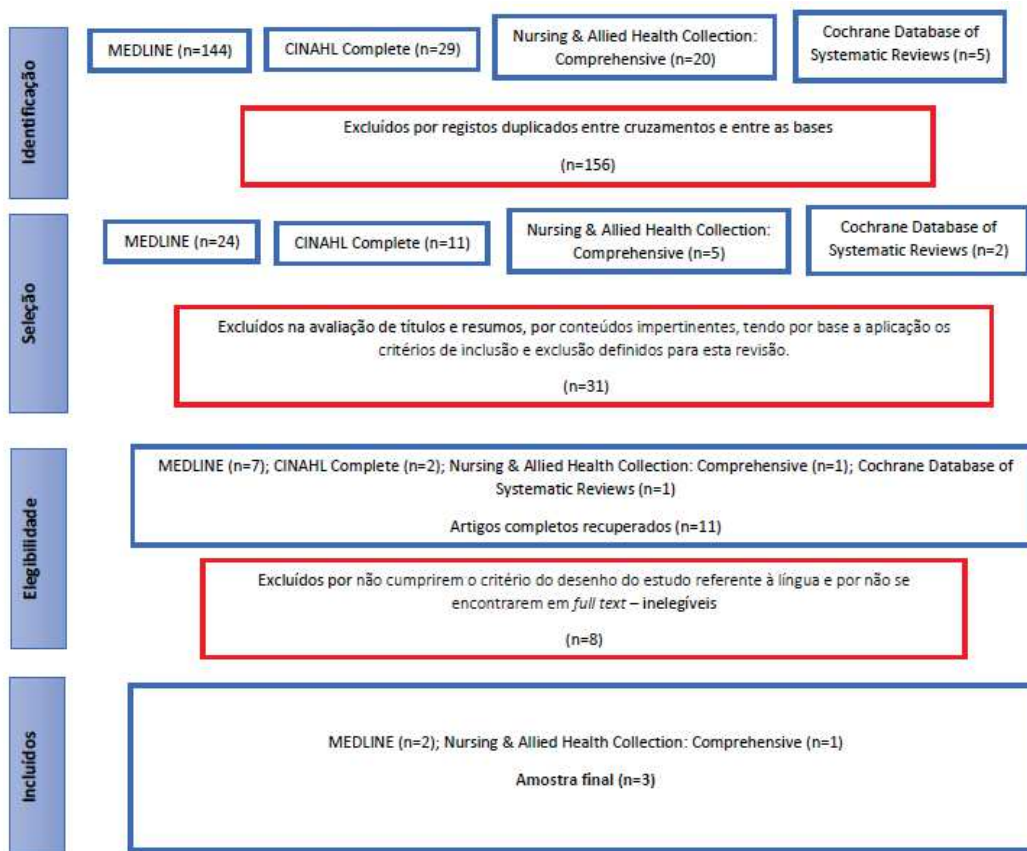 Identificação
MEDLINE (n=144)
CINAHL Complete (n=29)
Nursing & Allied Health Collection:
Comprehensive (n=20)
Cochrane Database of
Systematic Reviews (n=5)
Excluídos por registos duplicados entre cruzamentos e entre as bases
(n=156)
Seleção
MEDLINE (n=24)
CINAHL Complete (n=11)
Nursing & Allied Health Collection:
Comprehensive (n=5)
Cochrane Database of
Systematic Reviews (n=2)
Excluídos na avaliação de títulos e resumos, por conteúdos impertinentes, tendo por base a aplicação os
critérios de inclusão e exclusão definidos para esta revisão.
(n=31)
Elegibilidade
MEDLINE (n=7); CINAHL Complete (n=2); Nursing & Allied Health Collection: Comprehensive (n=1); Cochrane Database of
Systematic Reviews (n=1)
Artigos completos recuperados (n=11)
Excluídos por não cumprirem o critério do desenho do estudo referente à língua e por não se
encontrarem em full text – inelegíveis
(n=8)
Incluídos
MEDLINE (n=2); Nursing & Allied Health Collection: Comprehensive (n=1)
Amostra final (n=3)